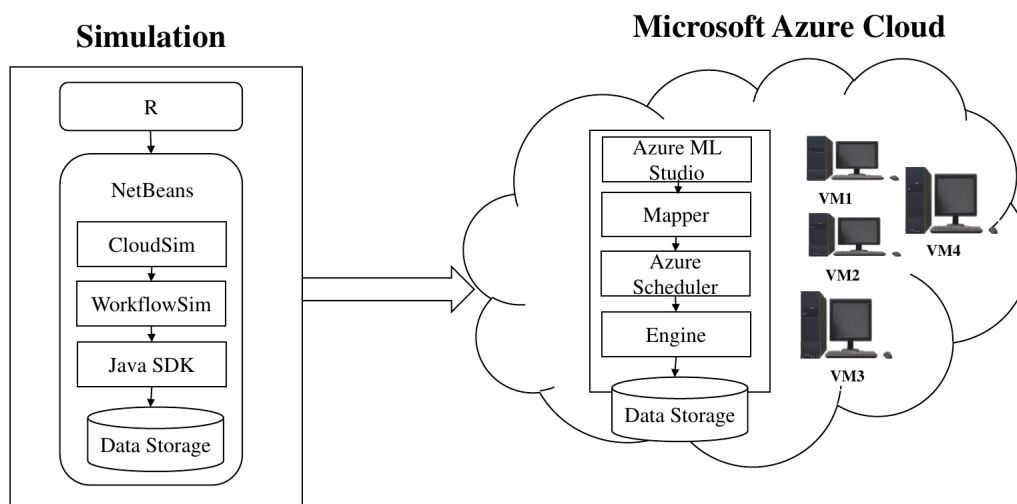 Simulation
R
NetBeans
CloudSim
WorkflowSim
Java SDK
Data Storage
Microsoft Azure Cloud
Azure ML
Studio
Mapper
Azure
Scheduler
Engine
Data Storage
VM1
VM4
VM2
VM3